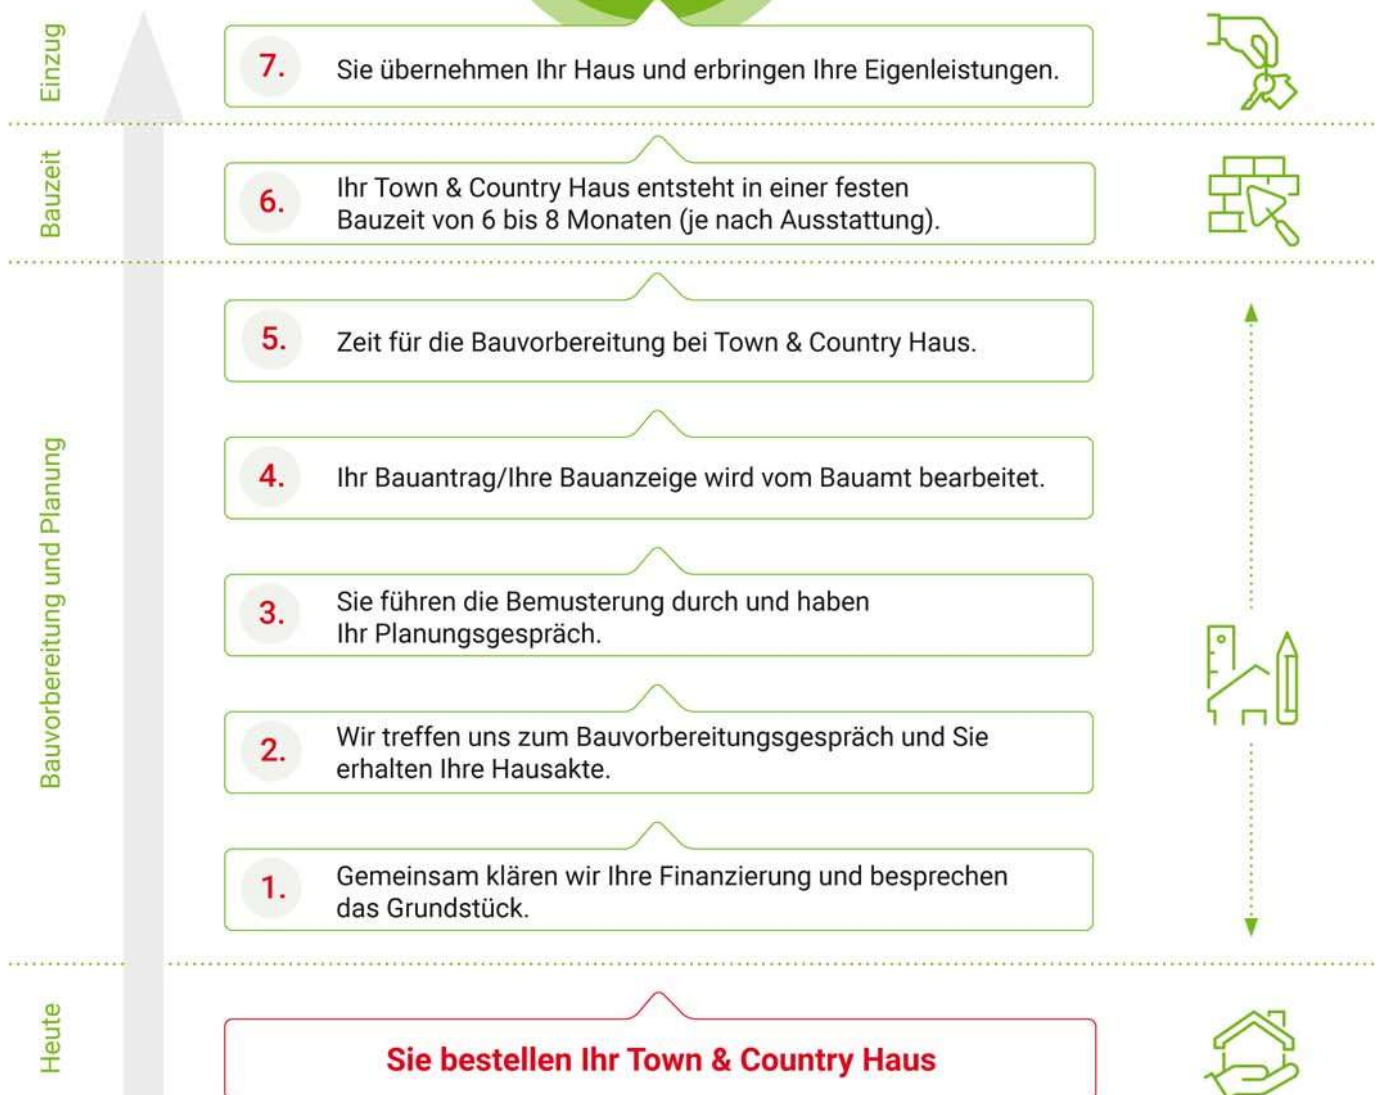 Einzug
7.
Sie übernehmen Ihr Haus und erbringen Ihre Eigenleistungen.
Bauzeit
6.
Ihr Town & Country Haus entsteht in einer festen
Bauzeit von 6 bis 8 Monaten (je nach Ausstattung).
Bauvorbereitung und Planung
5.
Zeit für die Bauvorbereitung bei Town & Country Haus.
4.
Ihr Bauantrag/Ihre Bauanzeige wird vom Bauamt bearbeitet.
3.
Sie führen die Bemusterung durch und haben
Ihr Planungsgespräch.
2.
Wir treffen uns zum Bauvorbereitungsgespräch und Sie
erhalten Ihre Hausakte.
1.
Gemeinsam klären wir Ihre Finanzierung und besprechen
das Grundstück.
Heute
Sie bestellen Ihr Town & Country Haus